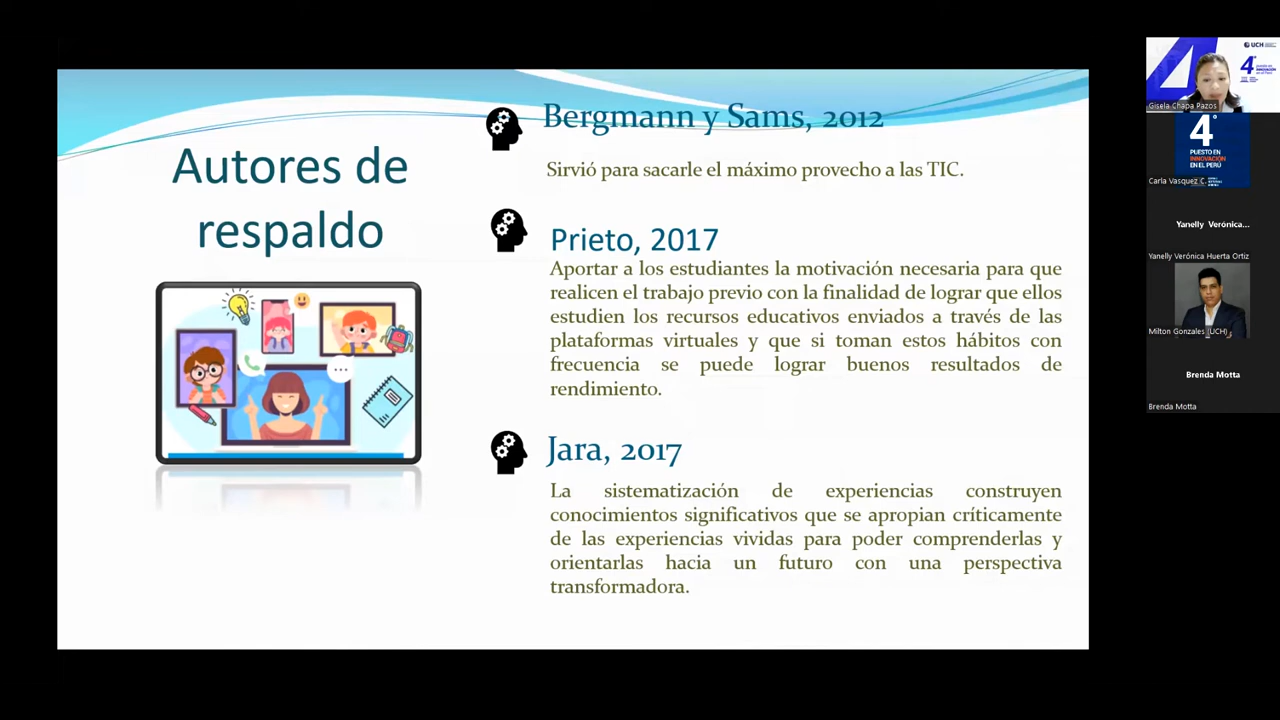 Autores de
respaldo
Bergmann y Sams, 2012
Sirvió para sacarle el máximo provecho a las TIC.
Prieto, 2017
Aportar a los estudiantes la motivación necesaria para que
realicen el trabajo previo con la finalidad de lograr que ellos
estudien los recursos educativos enviados a través de las
plataformas virtuales y que si toman estos hábitos con
frecuencia se puede lograr buenos resultados de
rendimiento.
Jara, 2017
La sistematización de experiencias construyen
conocimientos significativos que se apropian críticamente
de las experiencias vividas para poder comprenderlas y
orientarlas hacia un futuro con una perspectiva
transformadora.
UCH
4°
Gisela Chapa Pazos
4°
PUESTO EN
INNOVACIÓN
EN EL PERÚ
Carla Vasquez C.
Yanelly Verónica...
Yanelly Verónica Huerta Ortiz
Milton Gonzales (UCH)
Brenda Motta
Brenda Motta